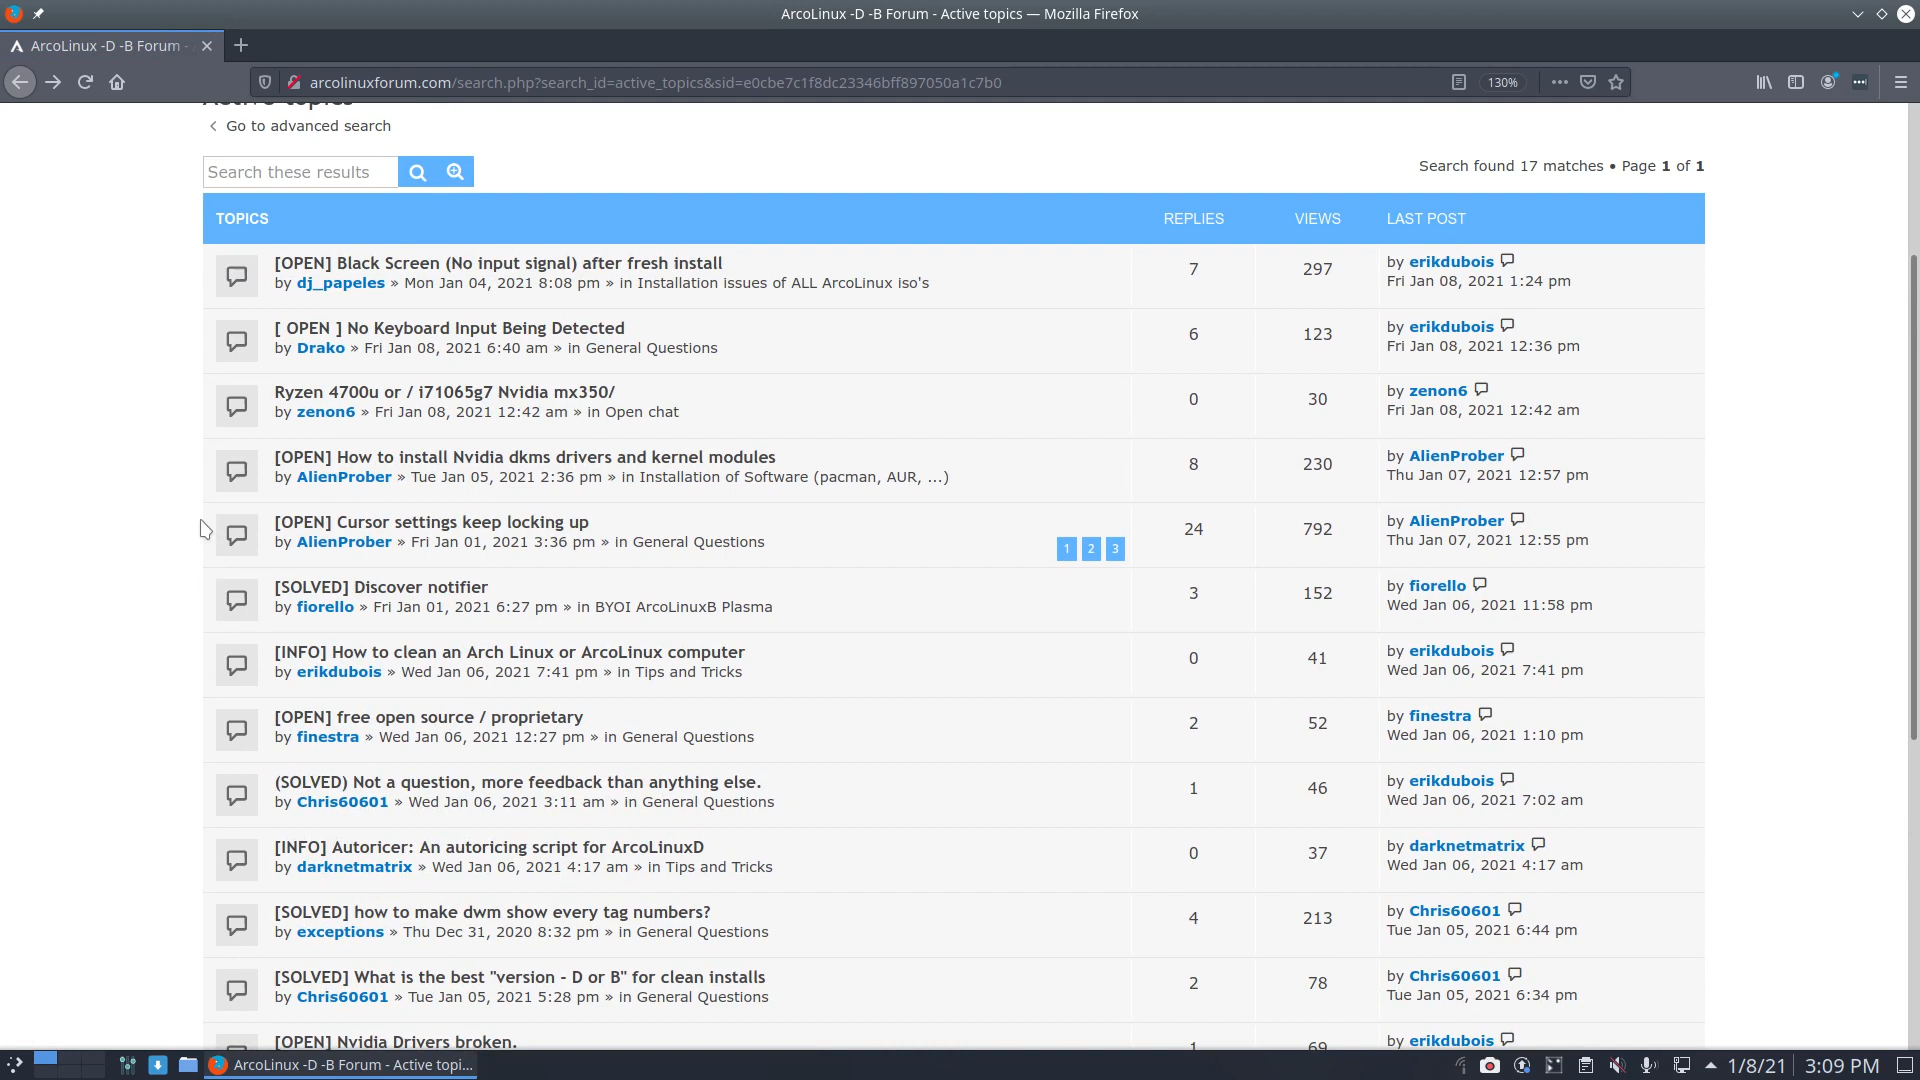 ArcoLinux -D -B Forum - Active topics — Mozilla Firefox
ArcoLinux -D -B Forum -
arcolinuxforum.com/search.php?search_id=active_topics&sid=e0cbe7c1f8dc23346bff897050a1c7b0
130%
Active topics
Go to advanced search
Search these results
Search found 17 matches • Page 1 of 1
TOPICS REPLIES VIEWS LAST POST
[OPEN] Black Screen (No input signal) after fresh install
by dj_papeles » Mon Jan 04, 2021 8:08 pm » in Installation issues of ALL ArcoLinux iso's
7 297
by erikdubois
Fri Jan 08, 2021 1:24 pm
[ OPEN ] No Keyboard Input Being Detected
by Drako » Fri Jan 08, 2021 6:40 am » in General Questions
6 123
by erikdubois
Fri Jan 08, 2021 12:36 pm
Ryzen 4700u or / i71065g7 Nvidia mx350/
by zenon6 » Fri Jan 08, 2021 12:42 am » in Open chat
0 30
by zenon6
Fri Jan 08, 2021 12:42 am
[OPEN] How to install Nvidia dkms drivers and kernel modules
by AlienProber » Tue Jan 05, 2021 2:36 pm » in Installation of Software (pacman, AUR, ...)
8 230
by AlienProber
Thu Jan 07, 2021 12:57 pm
[OPEN] Cursor settings keep locking up
by AlienProber » Fri Jan 01, 2021 3:36 pm » in General Questions
1 2 3
24 792
by AlienProber
Thu Jan 07, 2021 12:55 pm
[SOLVED] Discover notifier
by fiorello » Fri Jan 01, 2021 6:27 pm » in BYOI ArcoLinuxB Plasma
3 152
by fiorello
Wed Jan 06, 2021 11:58 pm
[INFO] How to clean an Arch Linux or ArcoLinux computer
by erikdubois » Wed Jan 06, 2021 7:41 pm » in Tips and Tricks
0 41
by erikdubois
Wed Jan 06, 2021 7:41 pm
[OPEN] free open source / proprietary
by finestra » Wed Jan 06, 2021 12:27 pm » in General Questions
2 52
by finestra
Wed Jan 06, 2021 1:10 pm
(SOLVED) Not a question, more feedback than anything else.
by Chris60601 » Wed Jan 06, 2021 3:11 am » in General Questions
1 46
by erikdubois
Wed Jan 06, 2021 7:02 am
[INFO] Autoricer: An autoricing script for ArcoLinuxD
by darknetmatrix » Wed Jan 06, 2021 4:17 am » in Tips and Tricks
0 37
by darknetmatrix
Wed Jan 06, 2021 4:17 am
[SOLVED] how to make dwm show every tag numbers?
by exceptions » Thu Dec 31, 2020 8:32 pm » in General Questions
4 213
by Chris60601
Tue Jan 05, 2021 6:44 pm
[SOLVED] What is the best "version - D or B" for clean installs
by Chris60601 » Tue Jan 05, 2021 5:28 pm » in General Questions
2 78
by Chris60601
Tue Jan 05, 2021 6:34 pm
[OPEN] Nvidia Drivers broken.
1 69
by erikdubois
ArcoLinux -D -B Forum - Active topi...
1/8/21 3:09 PM